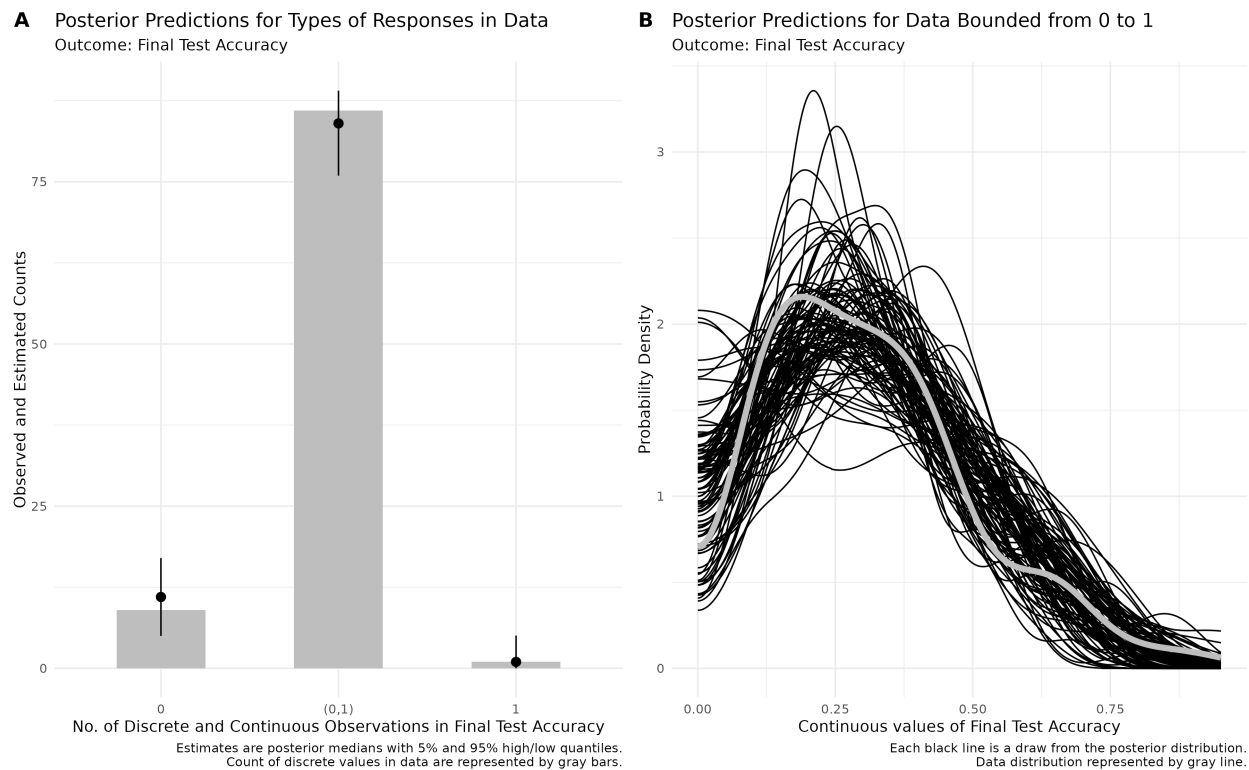 A Posterior Predictions for Types of Responses in Data
Outcome: Final Test Accuracy
Observed and Estimated Counts
75
50
25
0
0 (0,1) 1
No. of Discrete and Continuous Observations in Final Test Accuracy
Estimates are posterior medians with 5% and 95% high/low quantiles.
Count of discrete values in data are represented by gray bars.
B Posterior Predictions for Data Bounded from 0 to 1
Outcome: Final Test Accuracy
Probability Density
3
2
1
0
0.00 0.25 0.50 0.75
Continuous values of Final Test Accuracy
Each black line is a draw from the posterior distribution.
Data distribution represented by gray line.